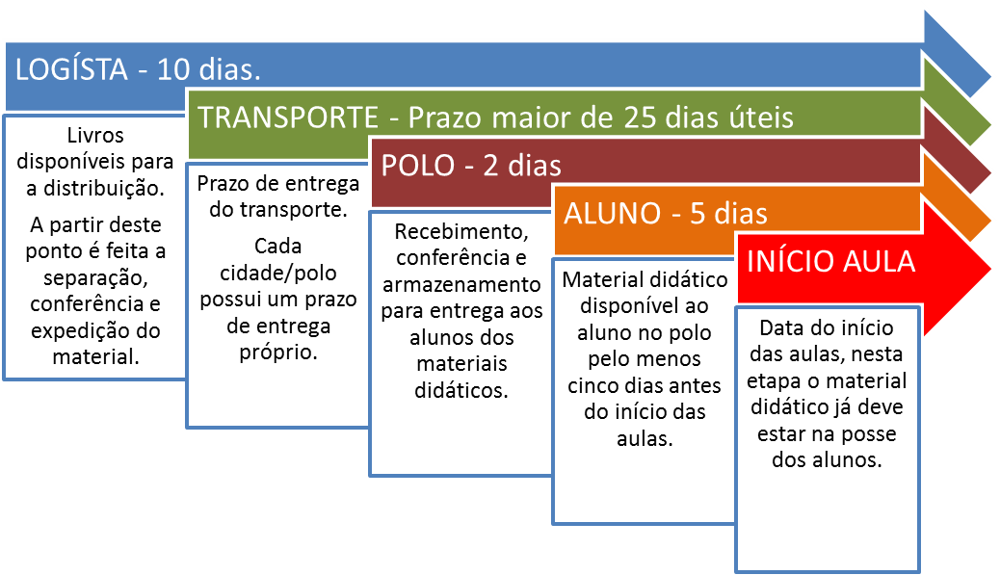 LOGÍSTA - 10 dias.
Livros
disponíveis para
a distribuição.
A partir deste
ponto é feita a
separação,
conferência e
expedição do
material.
TRANSPORTE - Prazo maior de 25 dias úteis
Prazo de entrega
do transporte.
Cada
cidade/polo
possui um prazo
de entrega
próprio.
POLO - 2 dias
Recebimento,
conferência e
armazenamento
para entrega aos
alunos dos
materiais
didáticos.
ALUNO - 5 dias
Material didático
disponível ao
aluno no polo
pelo menos
cinco dias antes
do início das
aulas.
INÍCIO AULA
Data do início
das aulas, nesta
etapa o material
didático já deve
estar na posse
dos alunos.